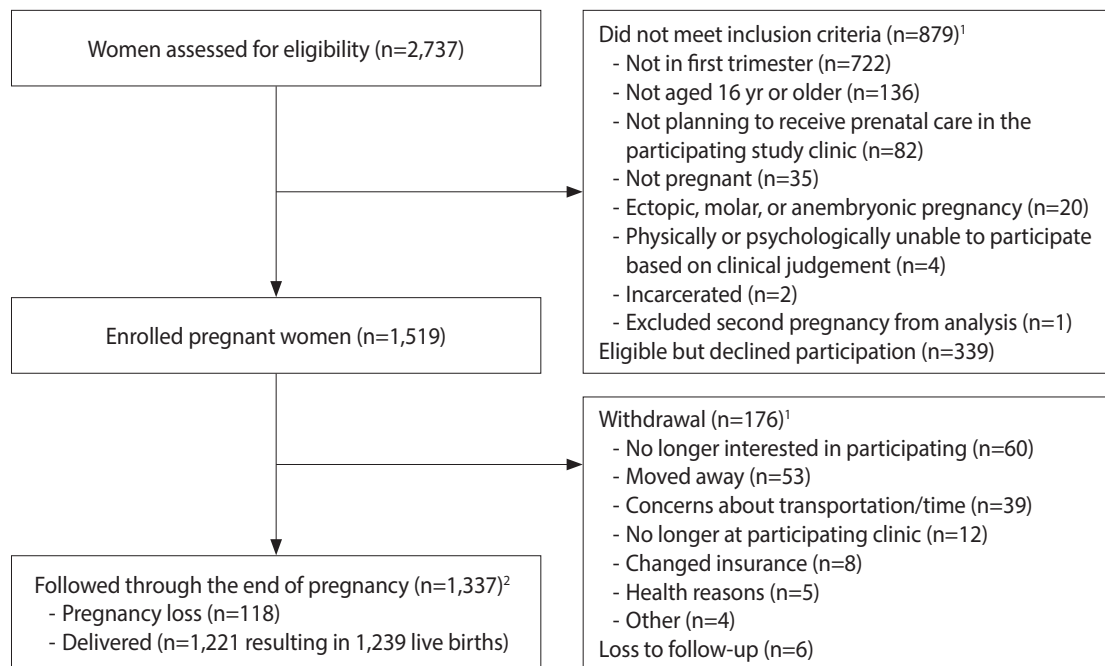 Women assessed for eligibility (n=2,737)
Did not meet inclusion criteria (n=879)1
- Not in first trimester (n=722)
- Not aged 16 yr or older (n=136)
- Not planning to receive prenatal care in the
participating study clinic (n=82)
- Not pregnant (n=35)
- Ectopic, molar, or anembryonic pregnancy (n=20)
- Physically or psychologically unable to participate
based on clinical judgement (n=4)
- Incarcerated (n=2)
- Excluded second pregnancy from analysis (n=1)
Eligible but declined participation (n=339)
Enrolled pregnant women (n=1,519)
Withdrawal (n=176)1
- No longer interested in participating (n=60)
- Moved away (n=53)
- Concerns about transportation/time (n=39)
- No longer at participating clinic (n=12)
- Changed insurance (n=8)
- Health reasons (n=5)
- Other (n=4)
Loss to follow-up (n=6)
Followed through the end of pregnancy (n=1,337)2
- Pregnancy loss (n=118)
- Delivered (n=1,221 resulting in 1,239 live births)